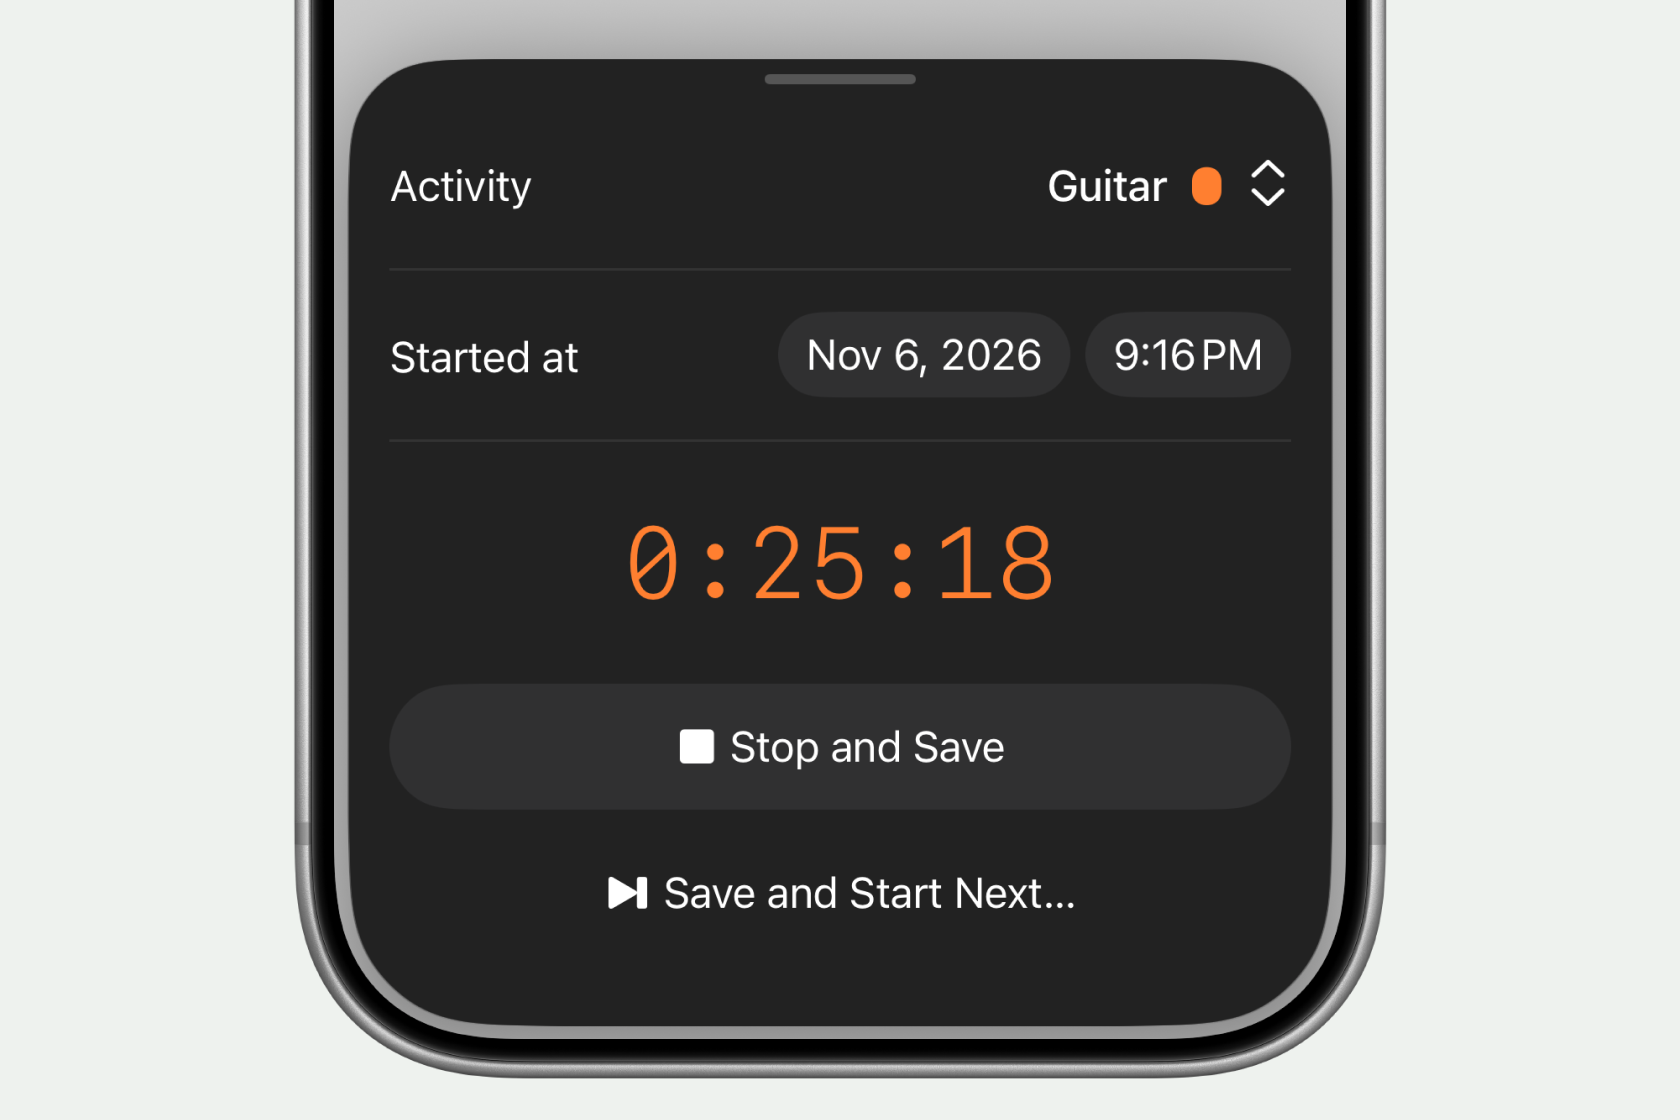 Activity Guitar
Started at Nov 6, 2026 9:16 PM
0:25:18
Stop and Save
Save and Start Next...